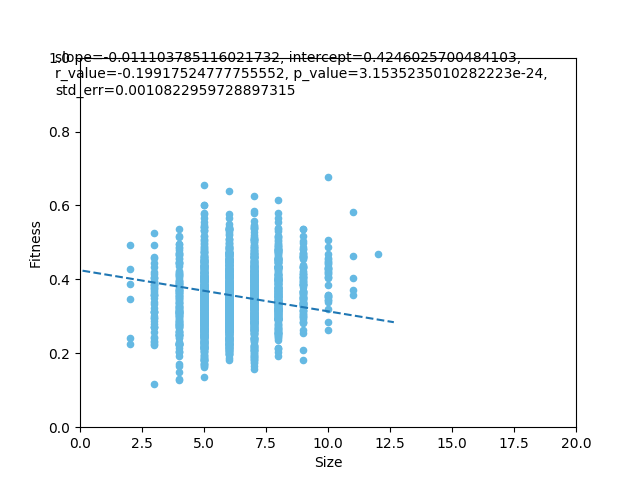 slope=-0.011103785116021732, intercept=0.4246025700484103,
r_value=-0.19917524777755552, p_value=3.1535235010282223e-24,
std_err=0.0010822959728897315
1.0
0.8
0.6
0.4
0.2
0.0
Fitness
0.0 2.5 5.0 7.5 10.0 12.5 15.0 17.5 20.0
Size